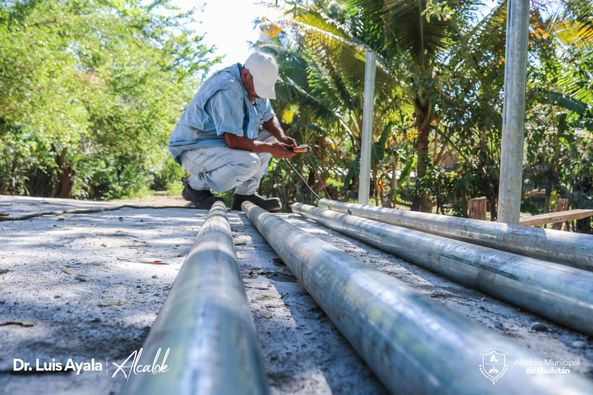 Dr. Luis Ayala
Alcalde
Alcaldía Municipal
de Usulután